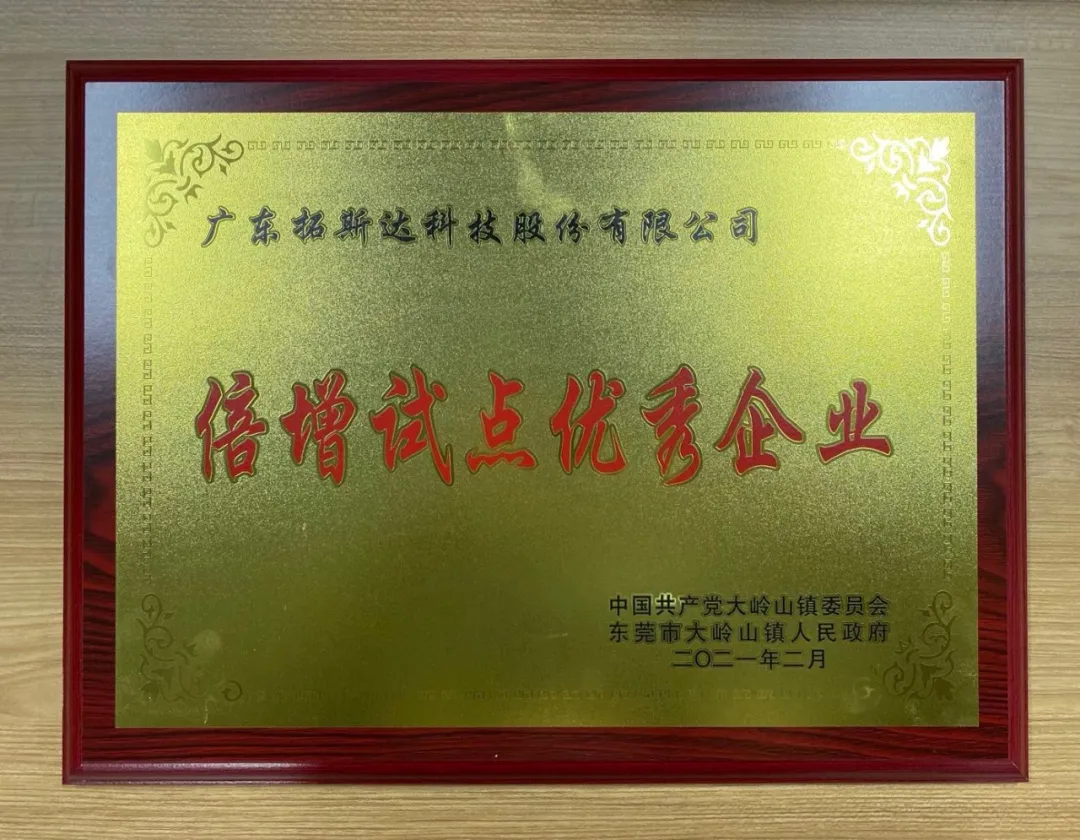 广东拓斯达科技股份有限公司
倍增试点优秀企业
中国共产党大岭山镇委员会
东莞市大岭山镇人民政府
二〇二一年二月